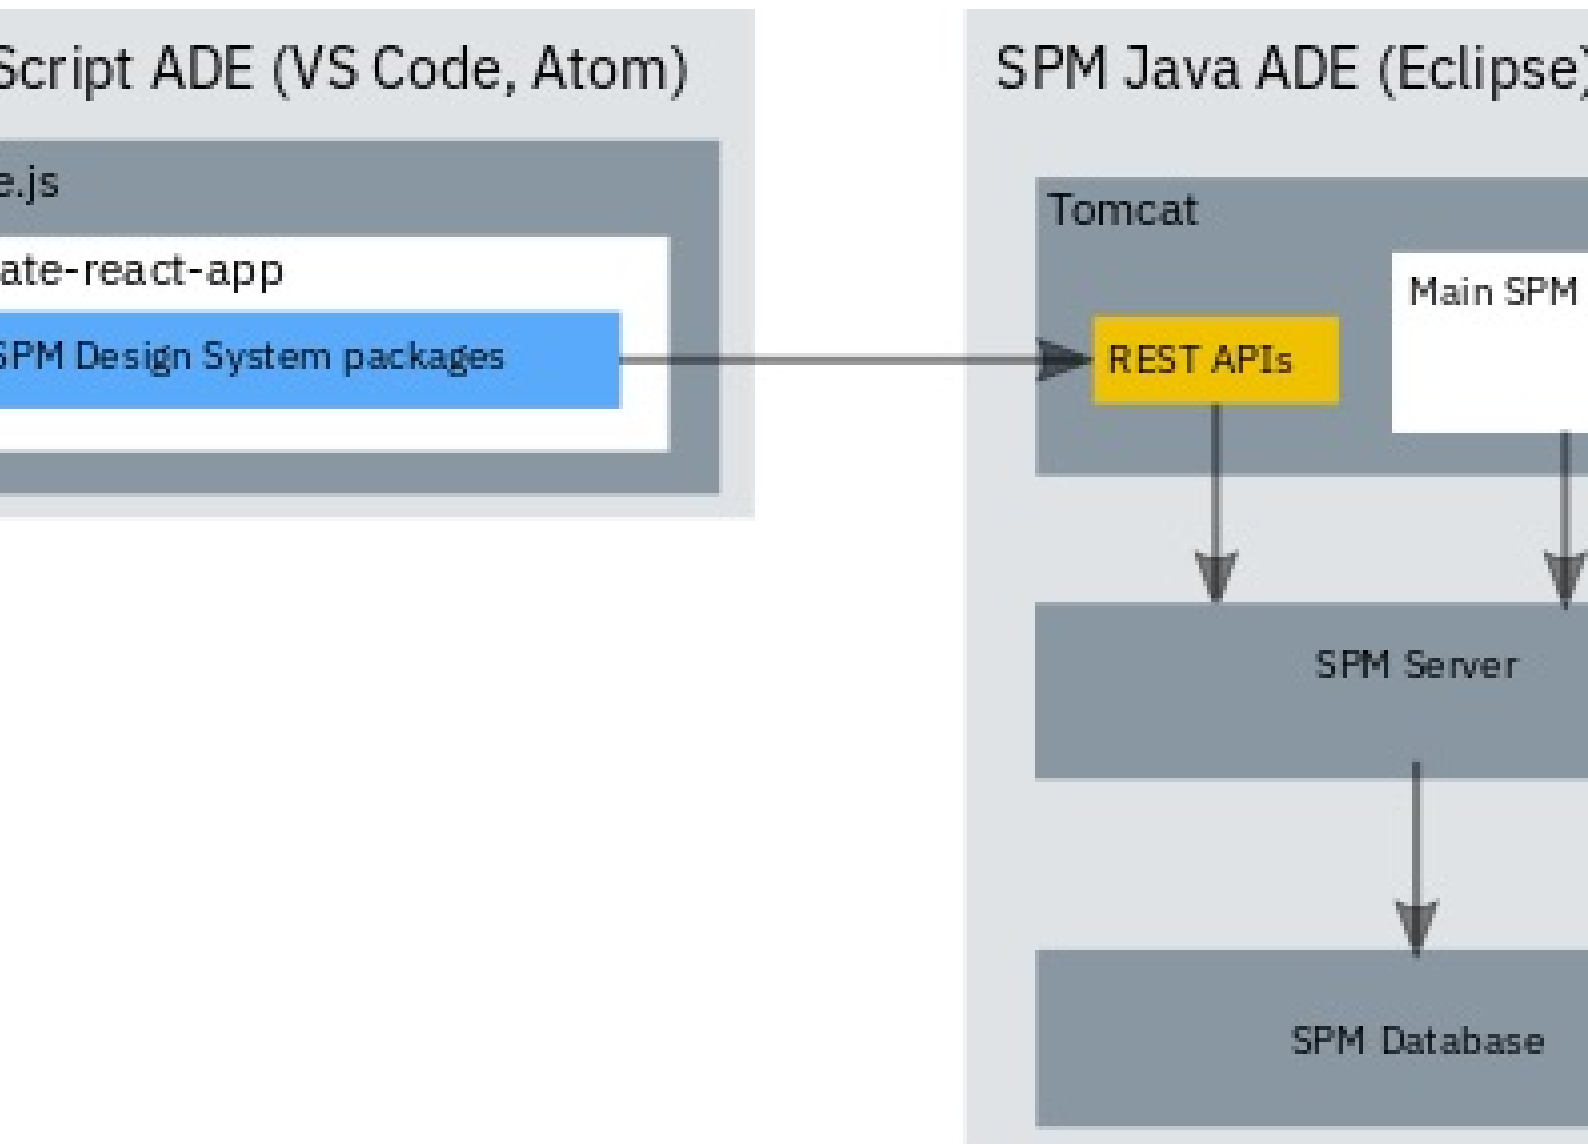 Script ADE (VS Code, Atom)
e.js
ate-react-app
SPM Design System packages
SPM Java ADE (Eclipse)
Tomcat
REST APIs
Main SPM
SPM Server
SPM Database